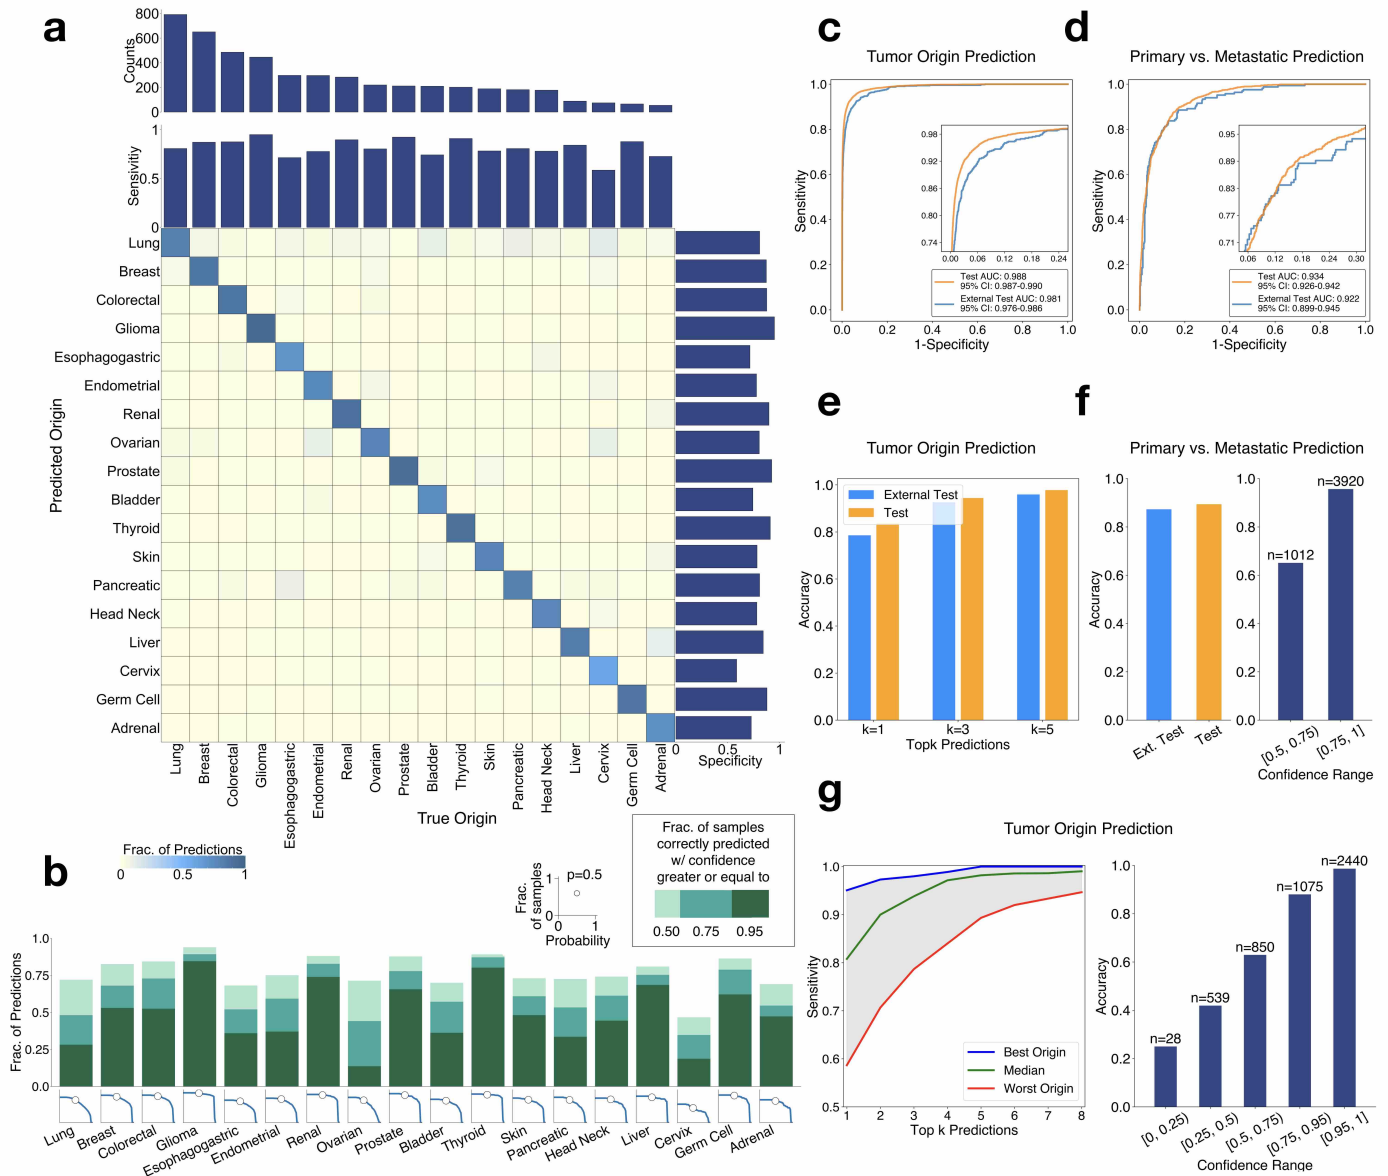 a
800
600
400
200
0
Counts
1
0.5
0
Sensivitiy
Lung
Breast
Colorectal
Glioma
Esophagogastric
Endometrial
Renal
Ovarian
Prostate
Bladder
Thyroid
Skin
Pancreatic
Head Neck
Liver
Cervix
Germ Cell
Adrenal
Predicted Origin
Lung
Breast
Colorectal
Glioma
Esophagogastric
Endometrial
Renal
Ovarian
Prostate
Bladder
Thyroid
Skin
Pancreatic
Head Neck
Liver
Cervix
Germ Cell
Adrenal
True Origin
0 0.5 1
Specificity
Frac. of Predictions
0 0.5 1
b
Frac. of samples
correctly predicted
w/ confidence
greater or equal to
0.50 0.75 0.95
p=0.5
Frac.
of samples
1
0
0 1
Probability
1.0
0.75
0.5
0.25
0.0
Frac. of Predictions
Lung
Breast
Colorectal
Glioma
Esophagogastric
Endometrial
Renal
Ovarian
Prostate
Bladder
Thyroid
Skin
Pancreatic
Head Neck
Liver
Cervix
Germ Cell
Adrenal
c
Tumor Origin Prediction
1.0
0.8
0.6
0.4
0.2
0.0
Sensitivity
0.98
0.92
0.86
0.80
0.74
0.00 0.06 0.12 0.18 0.24
Test AUC: 0.988
95% CI: 0.987-0.990
External Test AUC: 0.981
95% CI: 0.976-0.986
0.0 0.2 0.4 0.6 0.8 1.0
1-Specificity
d
Primary vs. Metastatic Prediction
1.0
0.8
0.6
0.4
0.2
0.0
Sensitivity
0.95
0.89
0.83
0.77
0.71
0.06 0.12 0.18 0.24 0.30
Test AUC: 0.934
95% CI: 0.926-0.942
External Test AUC: 0.922
95% CI: 0.899-0.945
0.0 0.2 0.4 0.6 0.8 1.0
1-Specificity
e
Tumor Origin Prediction
1.0
0.8
0.6
0.4
0.2
0.0
Accuracy
External Test
Test
k=1 k=3 k=5
Topk Predictions
f
Primary vs. Metastatic Prediction
1.0
0.8
0.6
0.4
0.2
0.0
Accuracy
Ext. Test
Test
1.0
0.8
0.6
0.4
0.2
0.0
n=1012
n=3920
[0.5, 0.75)
[0.75, 1]
Confidence Range
g
Tumor Origin Prediction
1.0
0.9
0.8
0.7
0.6
0.5
Sensitivity
Best Origin
Median
Worst Origin
1 2 3 4 5 6 7 8
Top k Predictions
1.0
0.8
0.6
0.4
0.2
0.0
Accuracy
n=28
n=539
n=850
n=1075
n=2440
[0, 0.25)
[0.25, 0.5)
[0.5, 0.75)
[0.75, 0.95)
[0.95, 1]
Confidence Range